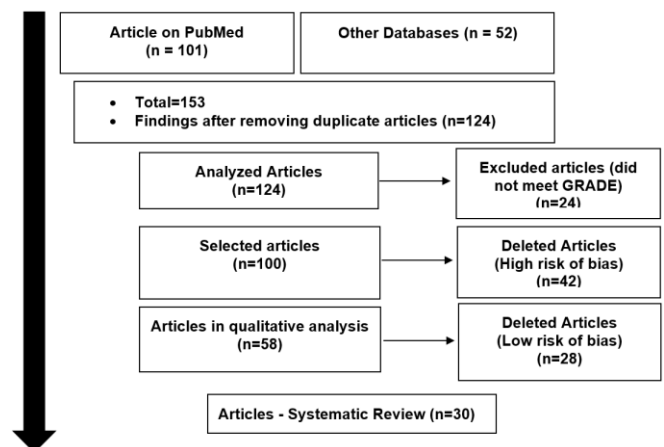 Article on PubMed
(n = 101)
Other Databases (n = 52)
• Total=153
• Findings after removing duplicate articles (n=124)
Analyzed Articles
(n=124)
Excluded articles (did
not meet GRADE)
(n=24)
Selected articles
(n=100)
Deleted Articles
(High risk of bias)
(n=42)
Articles in qualitative analysis
(n=58)
Deleted Articles
(Low risk of bias)
(n=28)
Articles - Systematic Review (n=30)